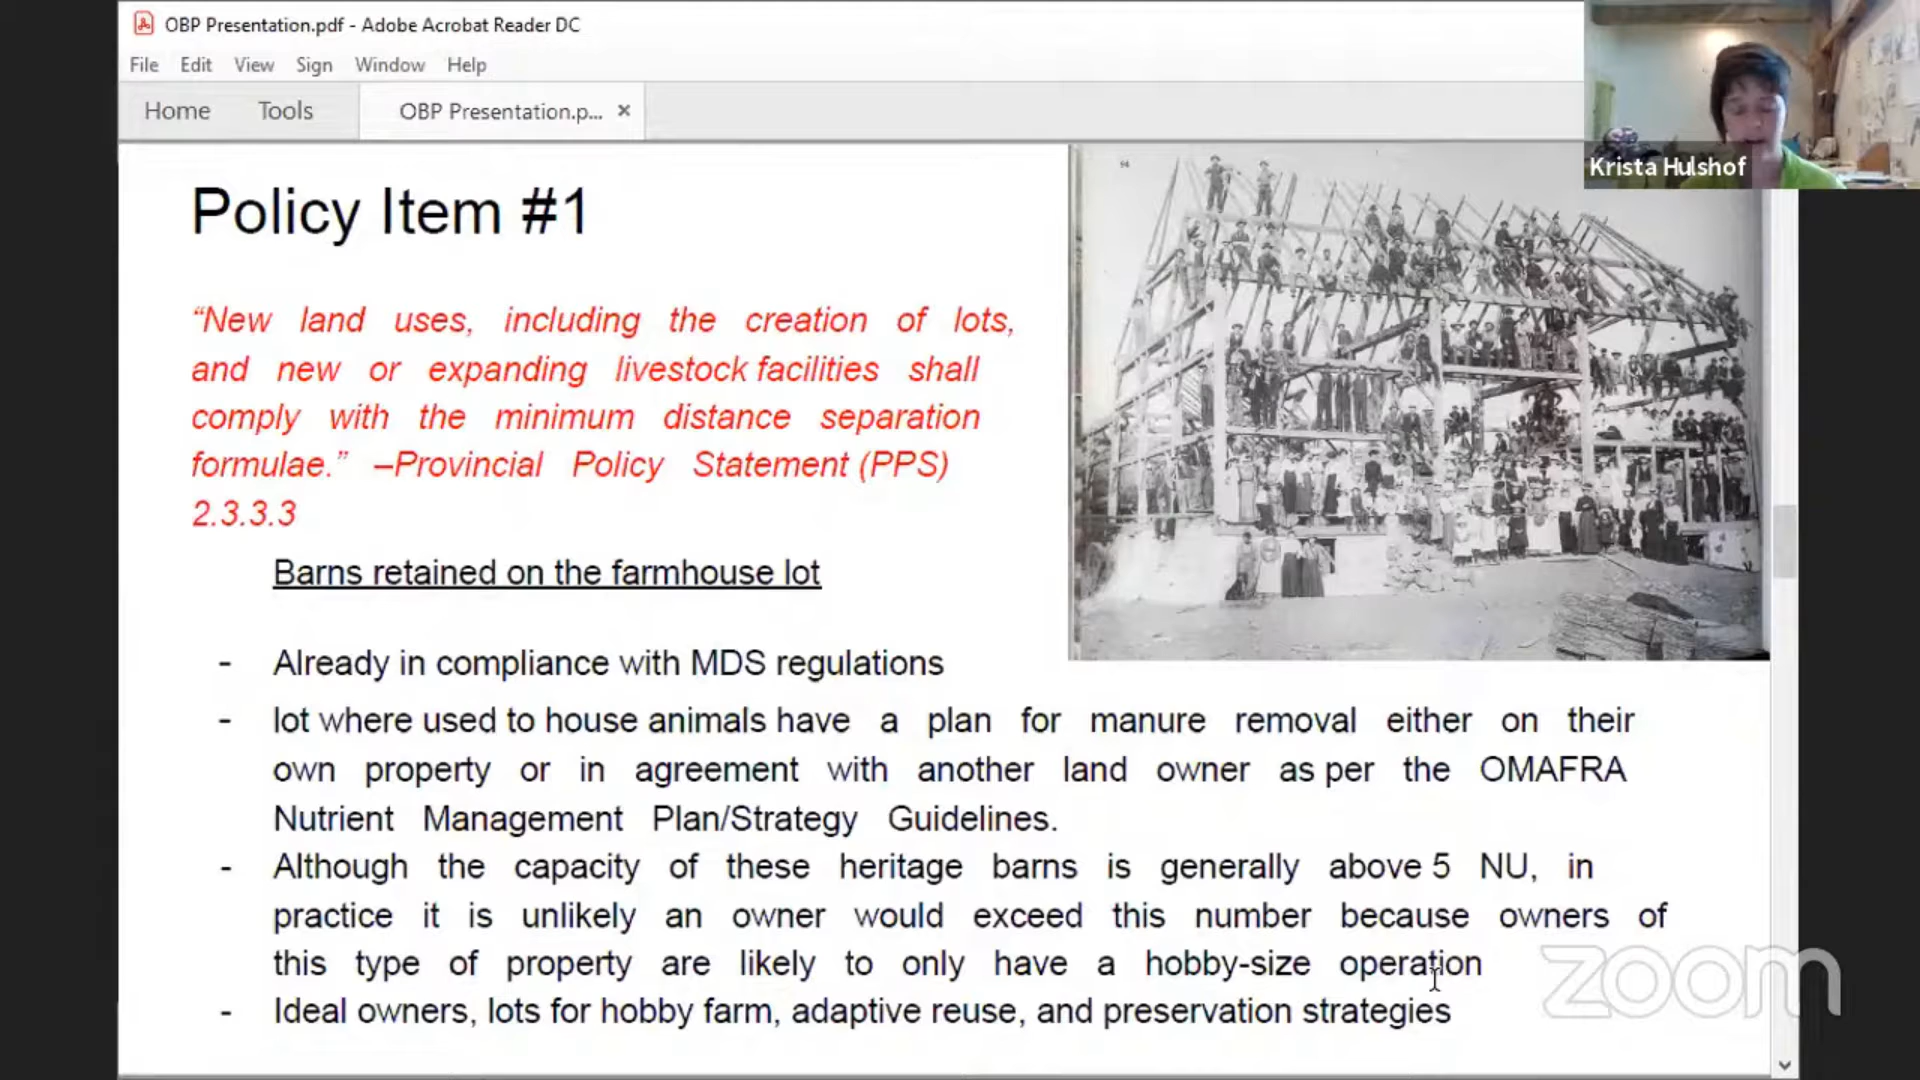 OBP Presentation.pdf - Adobe Acrobat Reader DC
File Edit View Sign Window Help
Home Tools OBP Presentation.p... ×
Krista Hulshof
Policy Item #1
“New land uses, including the creation of lots,
and new or expanding livestock facilities shall
comply with the minimum distance separation
formulae.” –Provincial Policy Statement (PPS)
2.3.3.3
Barns retained on the farmhouse lot
- Already in compliance with MDS regulations
- lot where used to house animals have a plan for manure removal either on their
own property or in agreement with another land owner as per the OMAFRA
Nutrient Management Plan/Strategy Guidelines.
- Although the capacity of these heritage barns is generally above 5 NU, in
practice it is unlikely an owner would exceed this number because owners of
this type of property are likely to only have a hobby-size operation
- Ideal owners, lots for hobby farm, adaptive reuse, and preservation strategies
zoom